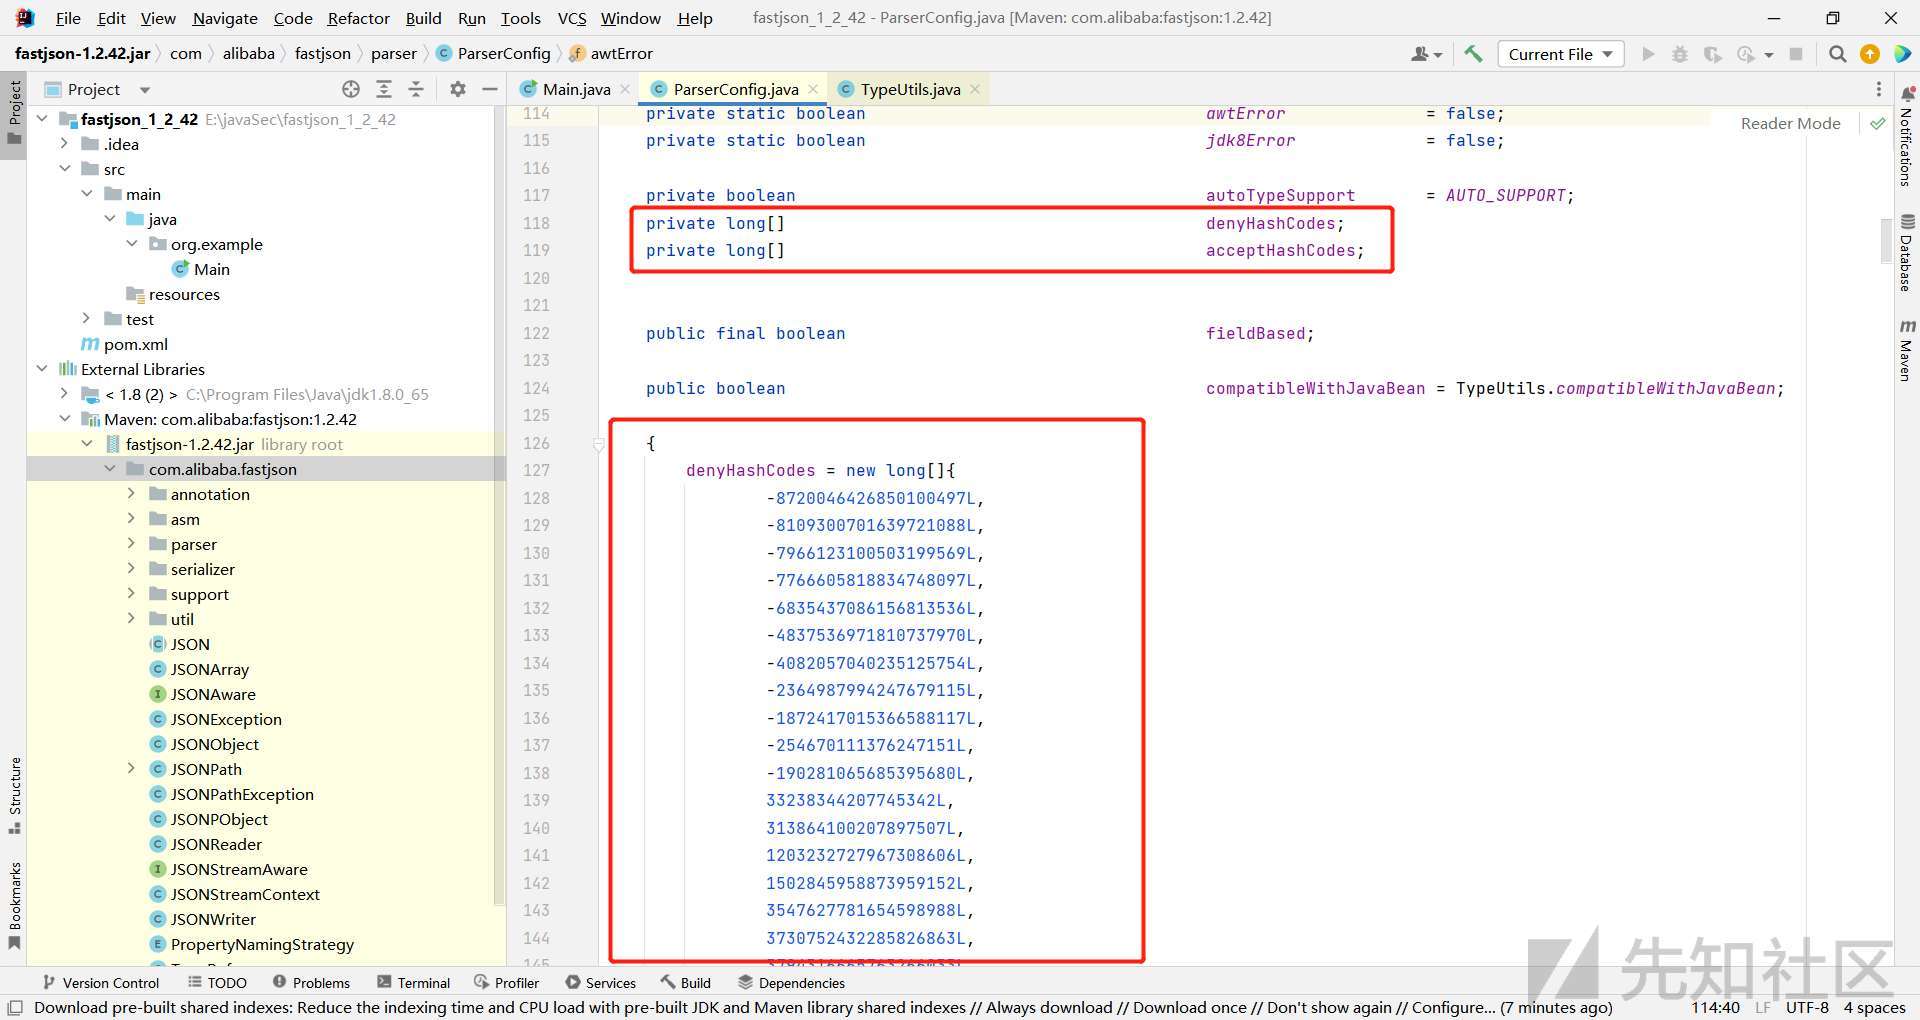 File Edit View Navigate Code Refactor Build Run Tools VCS Window Help fastjson_1_2_42 - ParserConfig.java [Maven: com.alibaba:fastjson:1.2.42]
fastjson-1.2.42.jar com alibaba fastjson parser ParserConfig awtError Current File
Project
Main.java ParserConfig.java TypeUtils.java
Reader Mode
fastjson_1_2_42 E:\javaSec\fastjson_1_2_42
.idea
src
main
java
org.example
Main
resources
test
pom.xml
External Libraries
< 1.8 (2) > C:\Program Files\Java\jdk1.8.0_65
Maven: com.alibaba:fastjson:1.2.42
fastjson-1.2.42.jar library root
com.alibaba.fastjson
annotation
asm
parser
serializer
support
util
JSON
JSONArray
JSONAware
JSONException
JSONObject
JSONPath
JSONPathException
JSONPObject
JSONReader
JSONStreamAware
JSONStreamContext
JSONWriter
PropertyNamingStrategy
114 private static boolean awtError = false;
115 private static boolean jdk8Error = false;
116
117 private boolean autoTypeSupport = AUTO_SUPPORT;
118 private long[] denyHashCodes;
119 private long[] acceptHashCodes;
120
121
122 public final boolean fieldBased;
123
124 public boolean compatibleWithJavaBean = TypeUtils.compatibleWithJavaBean;
125
126 {
127 denyHashCodes = new long[]{
128 -8720046426850100497L,
129 -8109300701639721088L,
130 -7966123100503199569L,
131 -7766605818834748097L,
132 -6835437086156813536L,
133 -4837536971810737970L,
134 -4082057040235125754L,
135 -2364987994247679115L,
136 -1872417015366588117L,
137 -254670111376247151L,
138 -190281065685395680L,
139 33238344207745342L,
140 313864100207897507L,
141 1203232727967308606L,
142 1502845958873959152L,
143 3547627781654598988L,
144 3730752432285826863L,
145
Project
Structure
Bookmarks
Notifications
Database
Maven
Version Control TODO Problems Terminal Profiler Services Build Dependencies
Download pre-built shared indexes: Reduce the indexing time and CPU load with pre-built JDK and Maven library shared indexes // Always download // Download once // Don't show again // Configure... (7 minutes ago) 114:40 LF UTF-8 4 spaces
先知社区